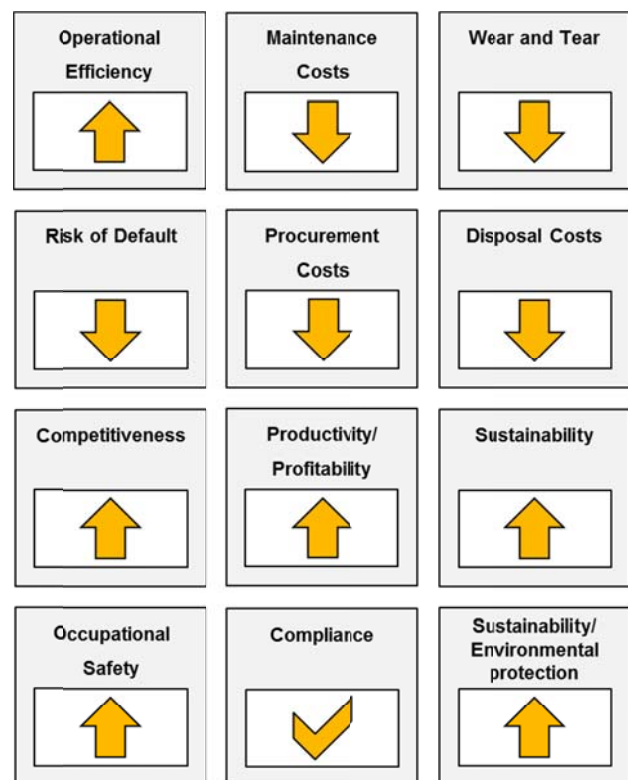 Operational
Efficiency
Maintenance
Costs
Wear and Tear
Risk of Default
Procurement
Costs
Disposal Costs
Competitiveness
Productivity/
Profitability
Sustainability
Occupational
Safety
Compliance
Sustainability/
Environmental
protection